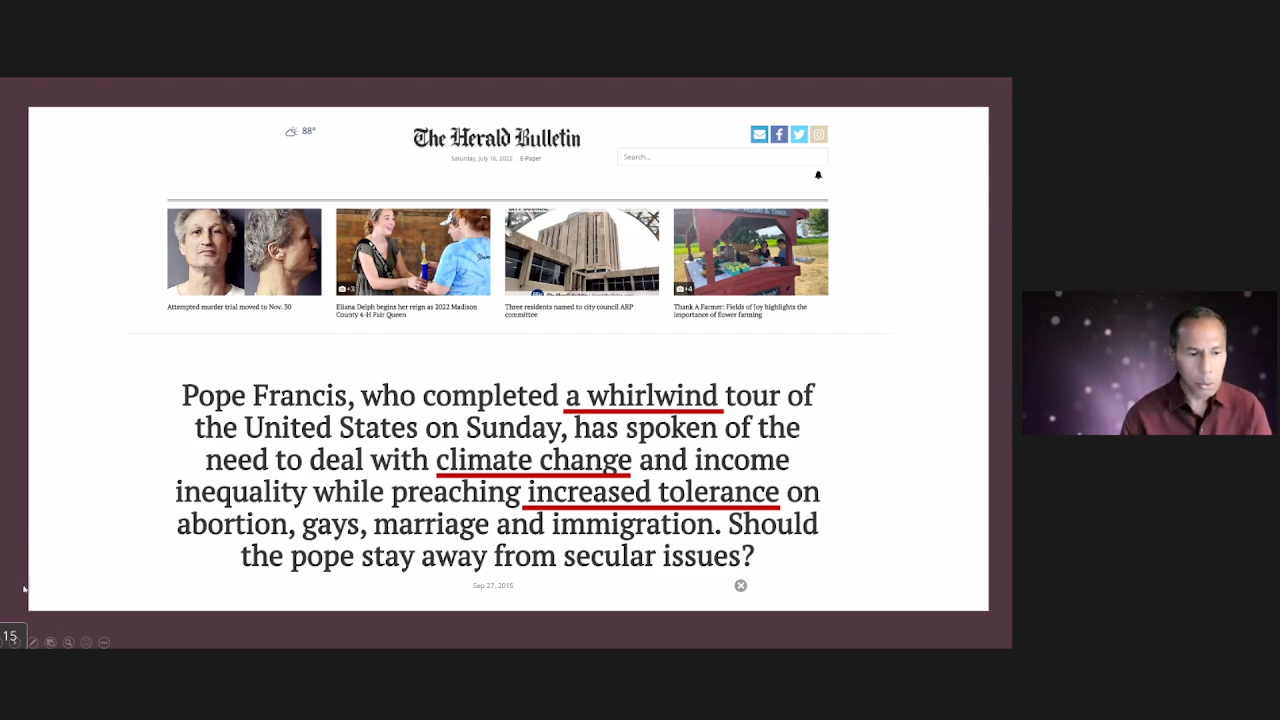 88°
The Herald Bulletin
Saturday, July 16, 2022 E-Paper
Search...
+3
+4
Attempted murder trial moved to Nov. 30
Eliana Delph begins her reign as 2022 Madison
County 4-H Fair Queen
Three residents named to city council ARP
committee
Thank A Farmer: Fields of Joy highlights the
importance of flower farming
Pope Francis, who completed a whirlwind tour of
the United States on Sunday, has spoken of the
need to deal with climate change and income
inequality while preaching increased tolerance on
abortion, gays, marriage and immigration. Should
the pope stay away from secular issues?
Sep 27, 2015
15